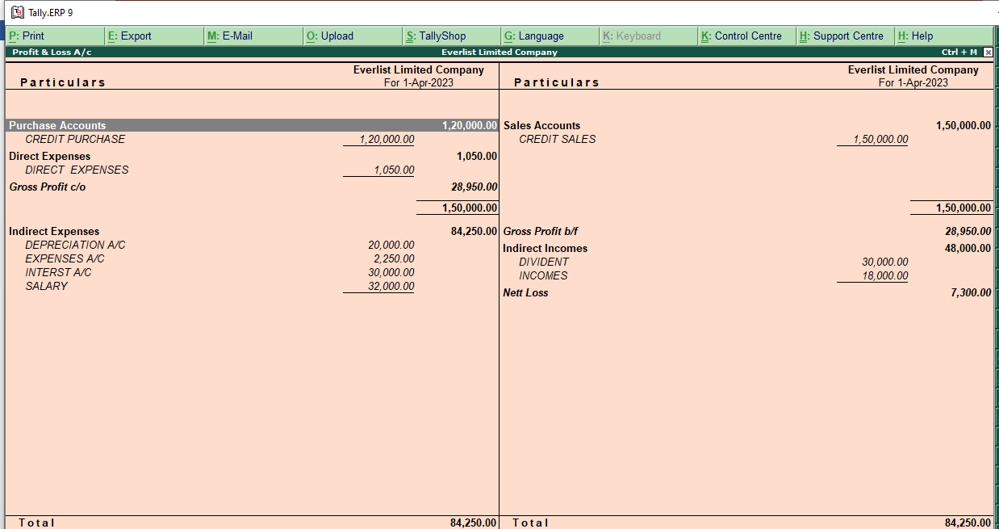 Tally.ERP 9
P: Print E: Export M: E-Mail O: Upload S: TallyShop G: Language K: Keyboard K: Control Centre H: Support Centre H: Help
Profit & Loss A/c Everlist Limited Company Ctrl + M
Particulars Everlist Limited Company Particulars Everlist Limited Company
For 1-Apr-2023 For 1-Apr-2023
Purchase Accounts 1,20,000.00 Sales Accounts 1,50,000.00
CREDIT PURCHASE 1,20,000.00 CREDIT SALES 1,50,000.00
Direct Expenses 1,050.00
DIRECT EXPENSES 1,050.00
Gross Profit c/o 28,950.00
1,50,000.00 1,50,000.00
Indirect Expenses 84,250.00 Gross Profit b/f 28,950.00
DEPRECIATION A/C 20,000.00 Indirect Incomes 48,000.00
EXPENSES A/C 2,250.00 DIVIDENT 30,000.00
INTERST A/C 30,000.00 INCOMES 18,000.00
SALARY 32,000.00 Nett Loss 7,300.00
Total 84,250.00 Total 84,250.00